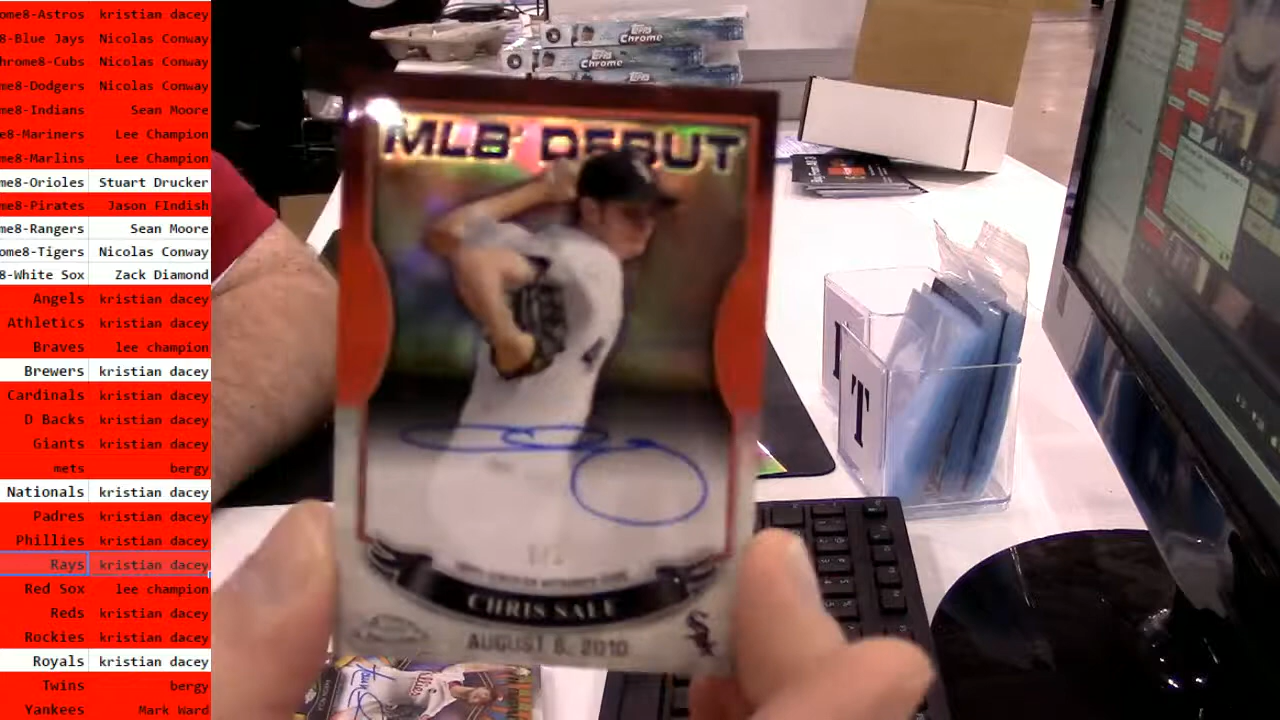 ome8-Astros kristian dacey
8-Blue Jays Nicolas Conway
hrome8-Cubs Nicolas Conway
me8-Dodgers Nicolas Conway
me8-Indians Sean Moore
me8-Mariners Lee Champion
me8-Marlins Lee Champion
me8-Orioles Stuart Drucker
me8-Pirates Jason FIndish
me8-Rangers Sean Moore
ome8-Tigers Nicolas Conway
8-White Sox Zack Diamond
Angels kristian dacey
Athletics kristian dacey
Braves lee champion
Brewers kristian dacey
Cardinals kristian dacey
D Backs kristian dacey
Giants kristian dacey
mets bergy
Nationals kristian dacey
Padres kristian dacey
Phillies kristian dacey
Rays kristian dacey
Red Sox lee champion
Reds kristian dacey
Rockies kristian dacey
Royals kristian dacey
Twins bergy
Yankees Mark Ward
Topps Chrome
Chrome
MLB DEBUT
CHRIS SALE
AUGUST 6, 2010
SOX
T